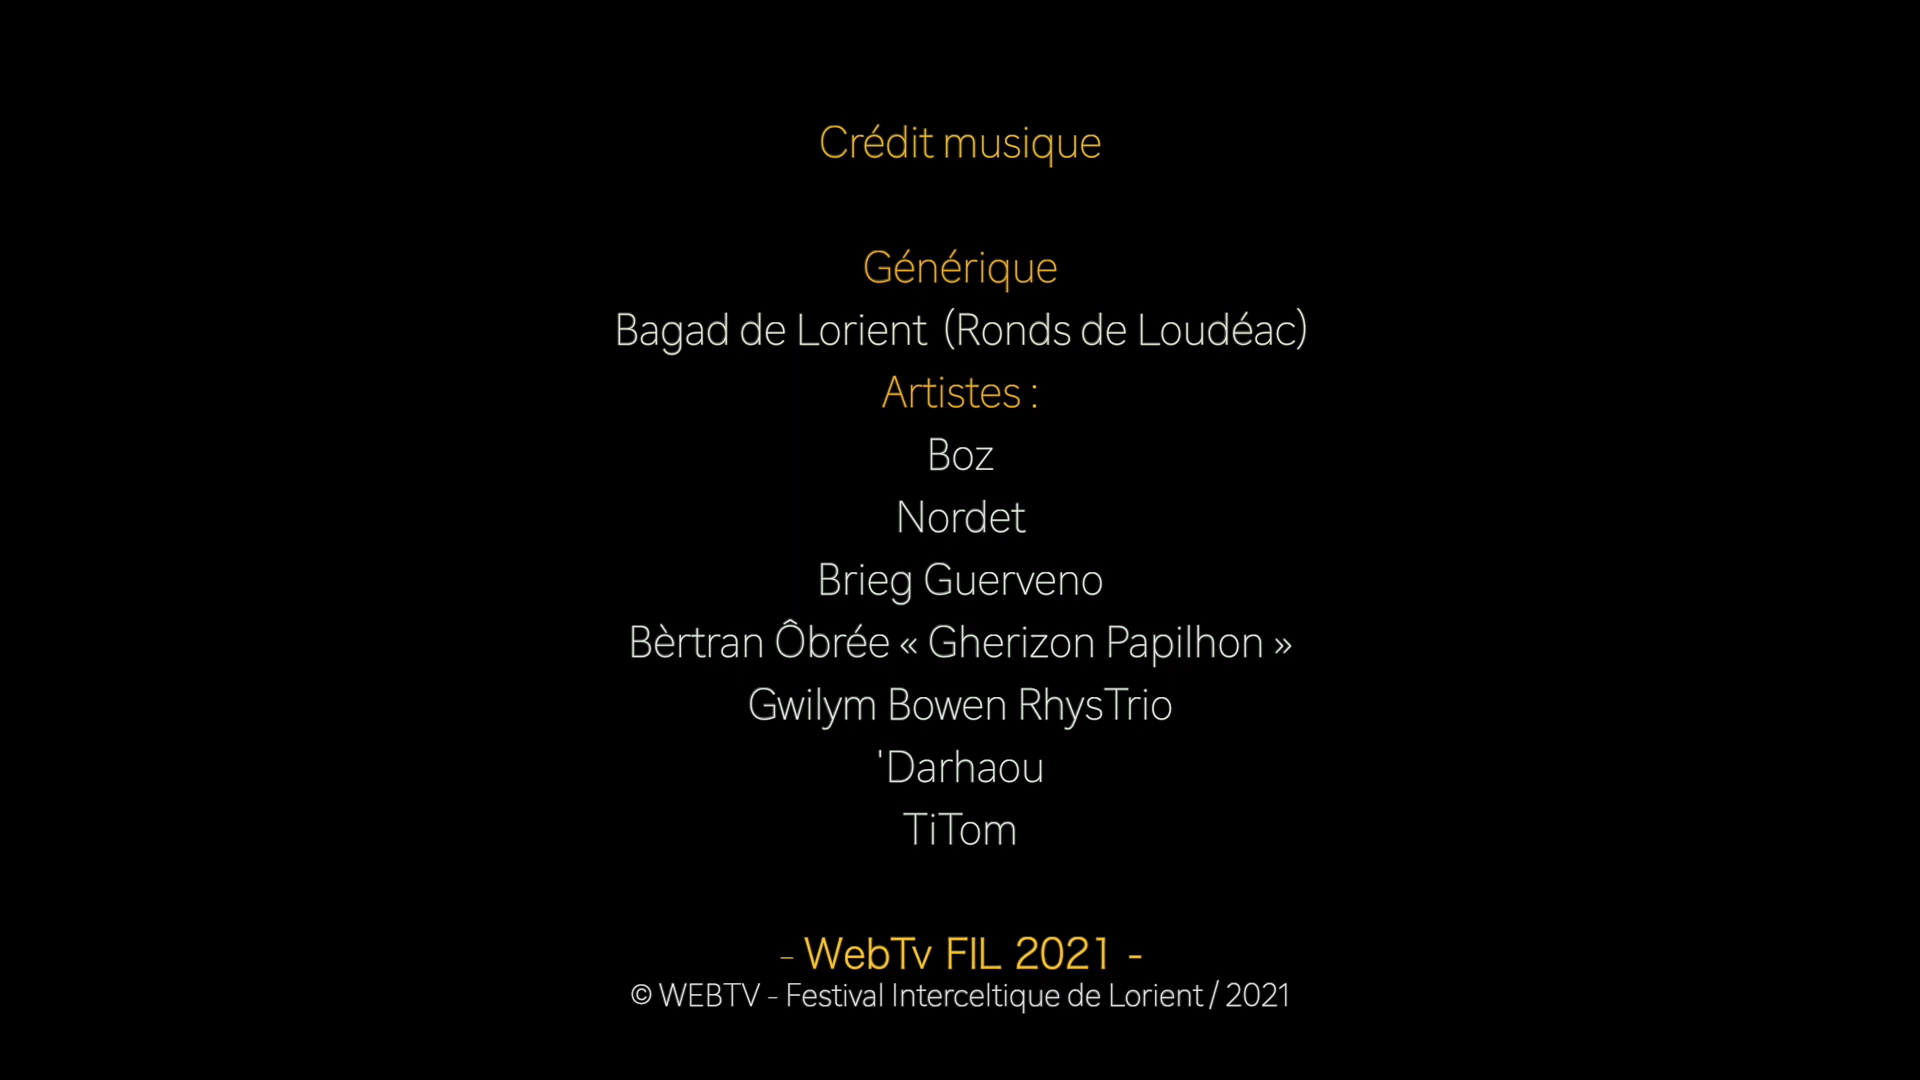 Crédit musique
Générique
Bagad de Lorient (Ronds de Loudéac)
Artistes :
Boz
Nordet
Brieg Guerveno
Bèrtran Ôbrée « Gherizon Papilhon »
Gwilym Bowen RhysTrio
'Darhaou
TiTom
- WebTv FIL 2021 -
© WEBTV - Festival Interceltique de Lorient / 2021